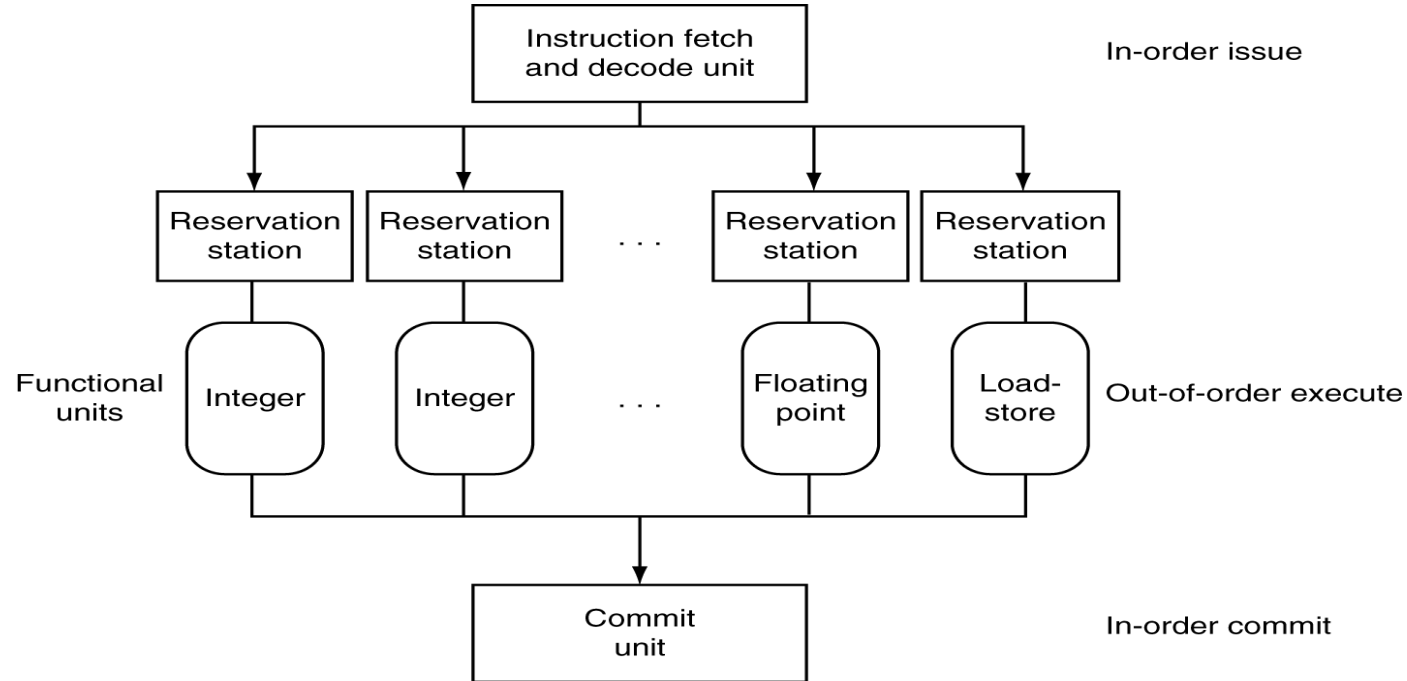 Instruction fetch
and decode unit
In-order issue
Reservation
station
Reservation
station
. . .
Reservation
station
Reservation
station
Functional
units
Integer
Integer
. . .
Floating
point
Load-
store
Out-of-order execute
Commit
unit
In-order commit